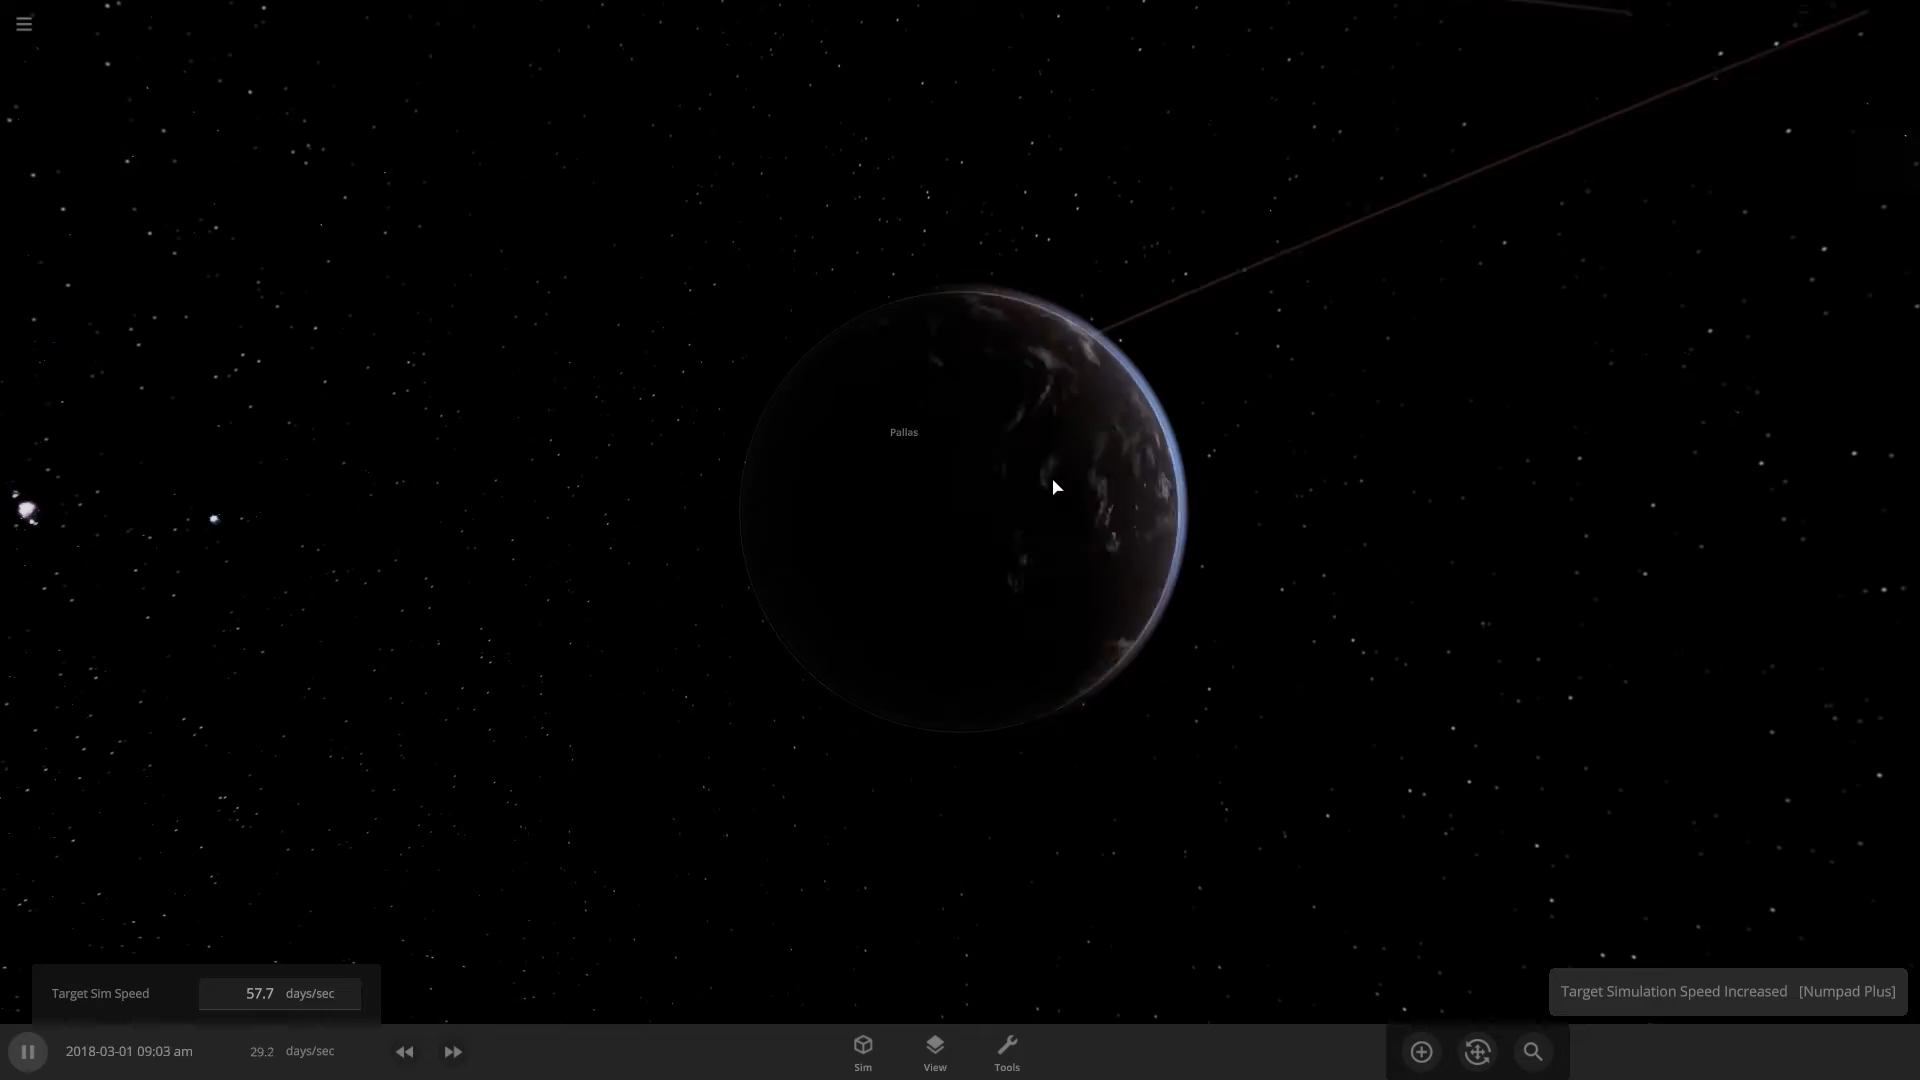 Pallas
Target Sim Speed 57.7 days/sec
Target Simulation Speed Increased [Numpad Plus]
2018-03-01 09:03 am 29.2 days/sec
Sim
View
Tools